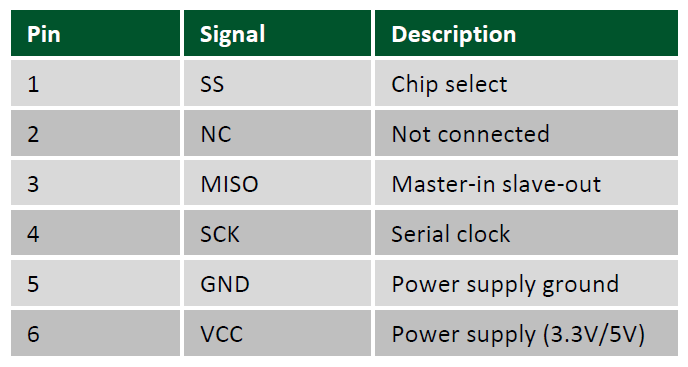 Pin Signal Description
1 SS Chip select
2 NC Not connected
3 MISO Master-in slave-out
4 SCK Serial clock
5 GND Power supply ground
6 VCC Power supply (3.3V/5V)